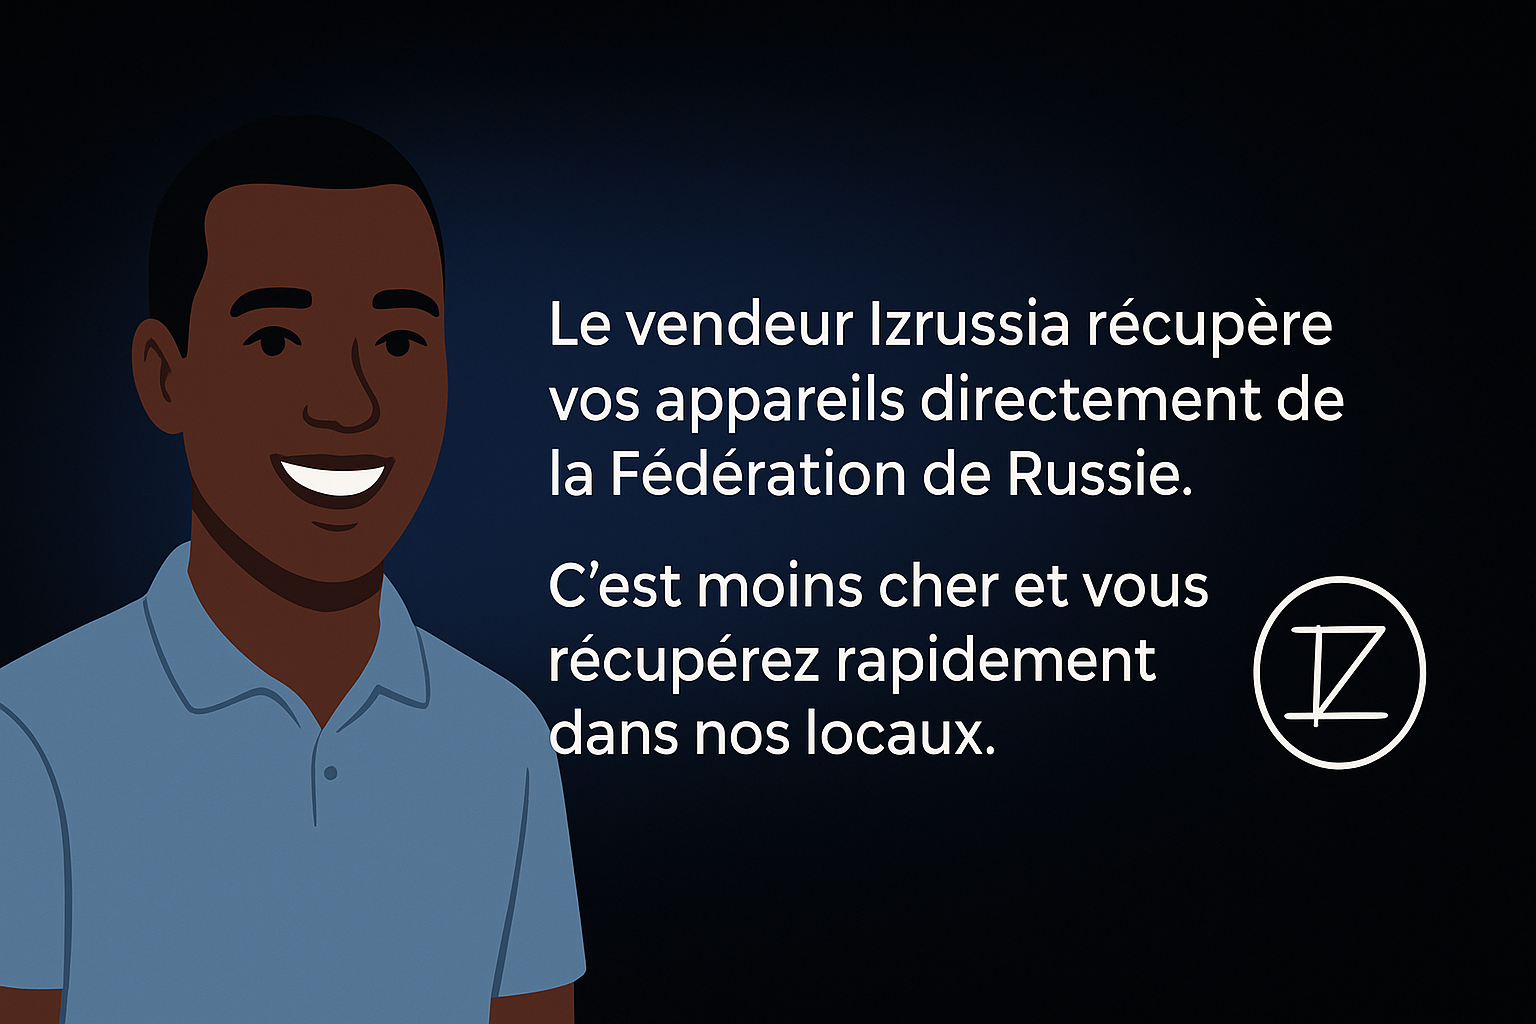 Le vendeur Izrussia récupère
vos appareils directement de
la Fédération de Russie.
C’est moins cher et vous
récupérez rapidement
dans nos locaux.
IZ